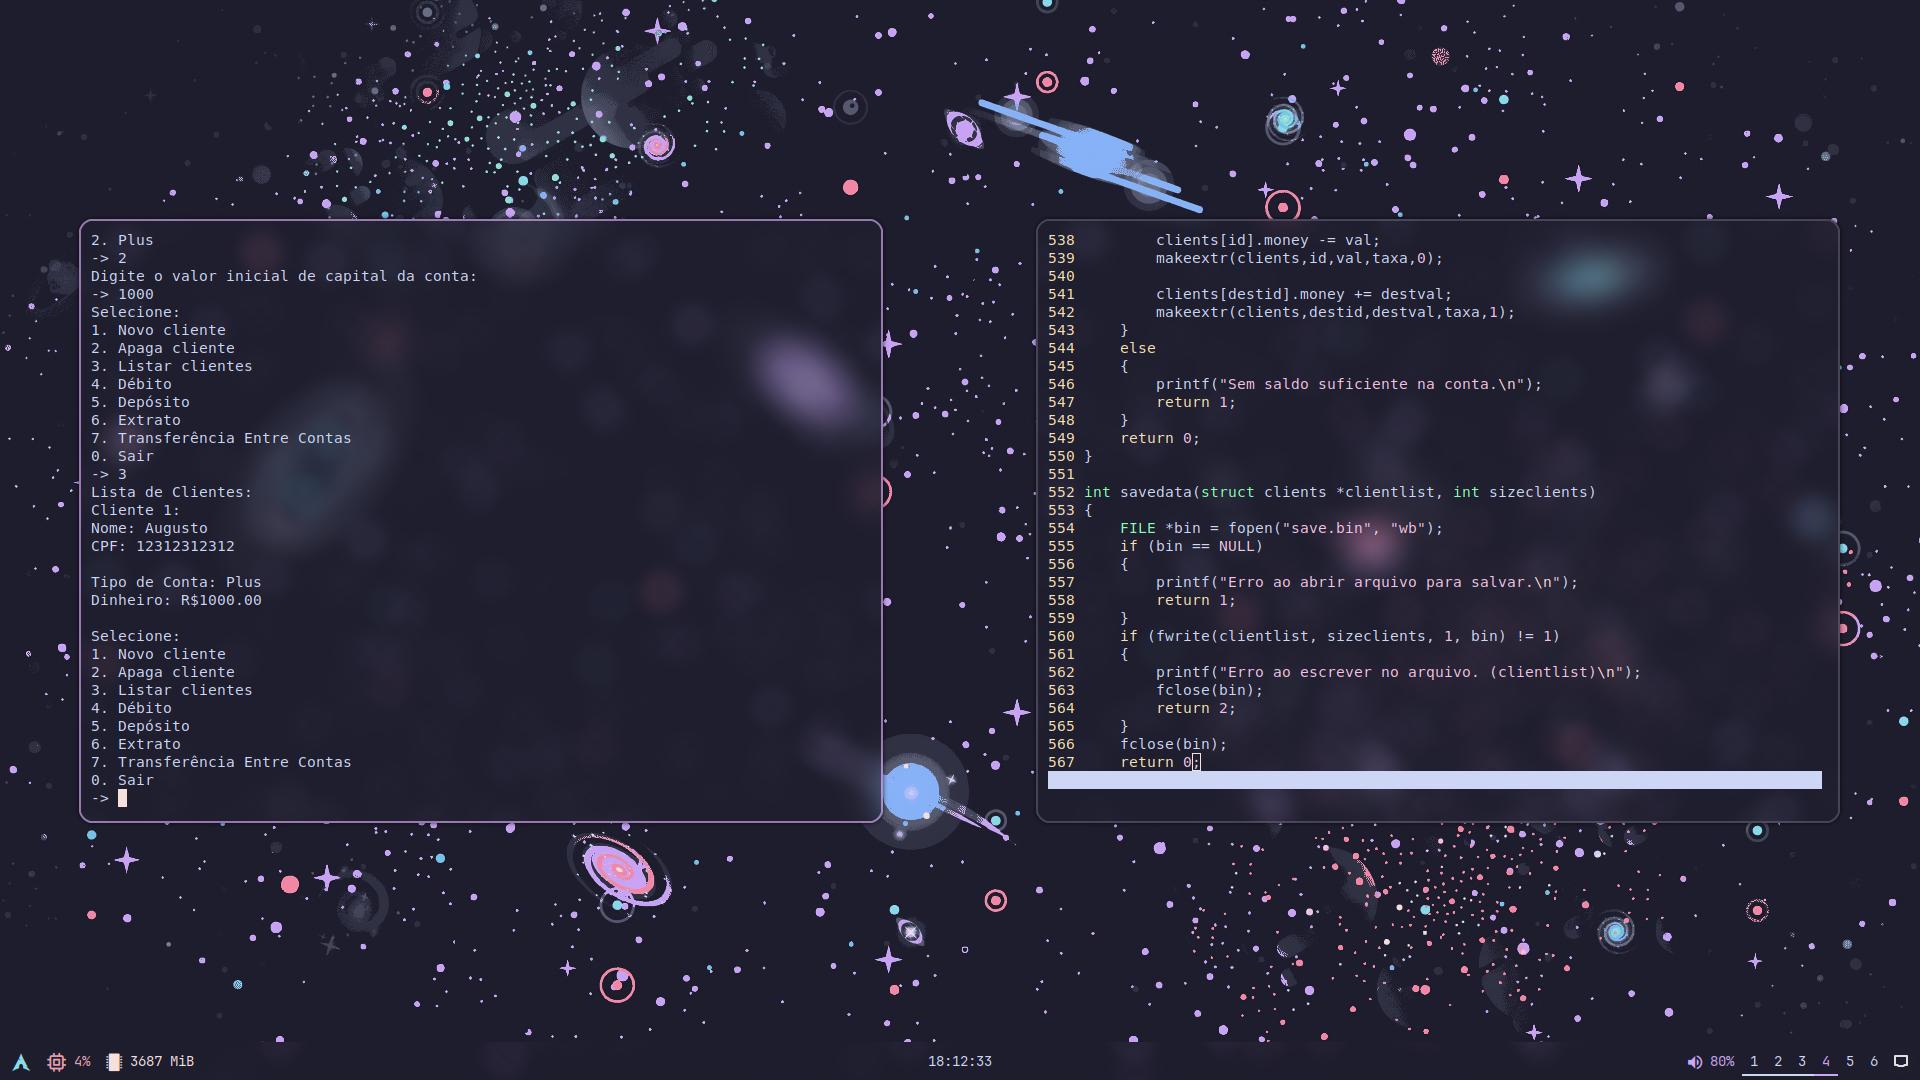 2. Plus
-> 2
Digite o valor inicial de capital da conta:
-> 1000
Selecione:
1. Novo cliente
2. Apaga cliente
3. Listar clientes
4. Débito
5. Depósito
6. Extrato
7. Transferência Entre Contas
0. Sair
-> 3
Lista de Clientes:
Cliente 1:
Nome: Augusto
CPF: 12312312312

Tipo de Conta: Plus
Dinheiro: R$1000.00

Selecione:
1. Novo cliente
2. Apaga cliente
3. Listar clientes
4. Débito
5. Depósito
6. Extrato
7. Transferência Entre Contas
0. Sair
->
538         clients[id].money -= val;
539         makeextr(clients,id,val,taxa,0);
540
541         clients[destid].money += destval;
542         makeextr(clients,destid,destval,taxa,1);
543     }
544     else
545     {
546         printf("Sem saldo suficiente na conta.\n");
547         return 1;
548     }
549     return 0;
550 }
551
552 int savedata(struct clients *clientlist, int sizeclients)
553 {
554     FILE *bin = fopen("save.bin", "wb");
555     if (bin == NULL)
556     {
557         printf("Erro ao abrir arquivo para salvar.\n");
558         return 1;
559     }
560     if (fwrite(clientlist, sizeclients, 1, bin) != 1)
561     {
562         printf("Erro ao escrever no arquivo. (clientlist)\n");
563         fclose(bin);
564         return 2;
565     }
566     fclose(bin);
567     return 0;
4% 3687 MiB 18:12:33 80% 1 2 3 4 5 6